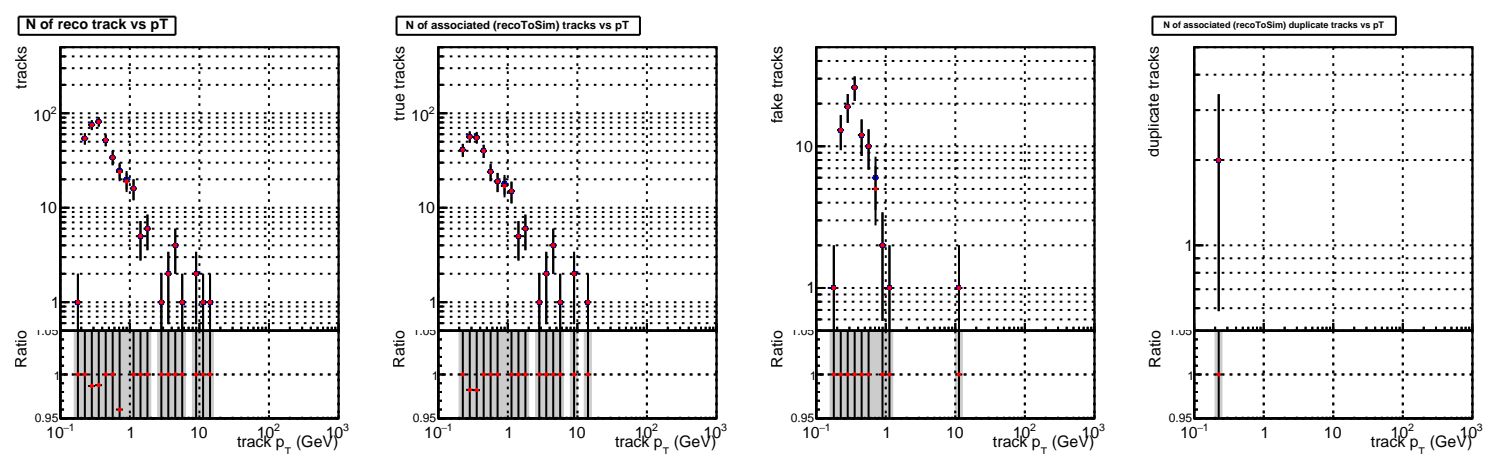 N of reco track vs pT
tracks
10²
10
1
1.05
Ratio
1
0.95
10⁻¹ 1 10 10² 10³
track p_T (GeV)
N of associated (recoToSim) tracks vs pT
true tracks
10²
10
1
1.05
Ratio
1
0.95
10⁻¹ 1 10 10² 10³
track p_T (GeV)
fake tracks
10
1
1.05
Ratio
1
0.95
10⁻¹ 1 10 10² 10³
track p_T (GeV)
N of associated (recoToSim) duplicate tracks vs pT
duplicate tracks
1
1.05
Ratio
1
0.95
10⁻¹ 1 10 10² 10³
track p_T (GeV)